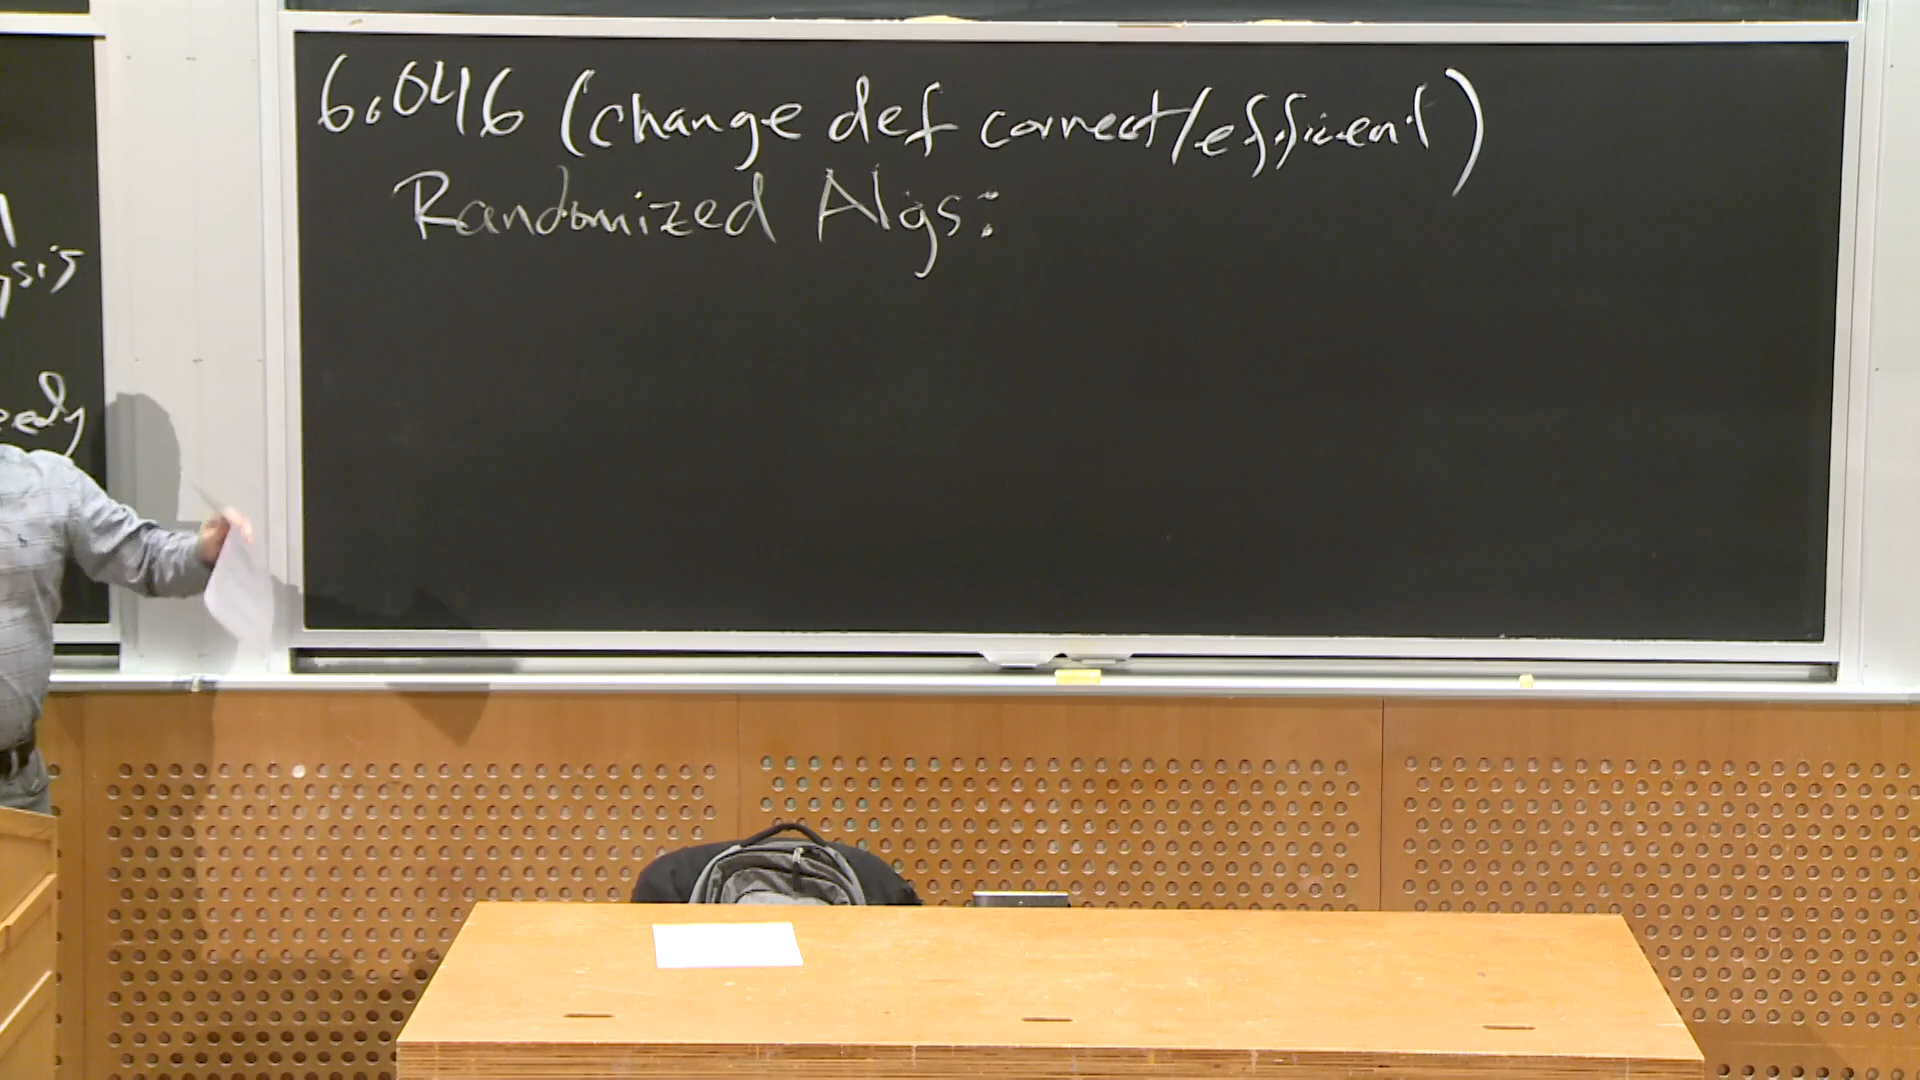 6.046 (change def correct/efficient)
Randomized Algs: